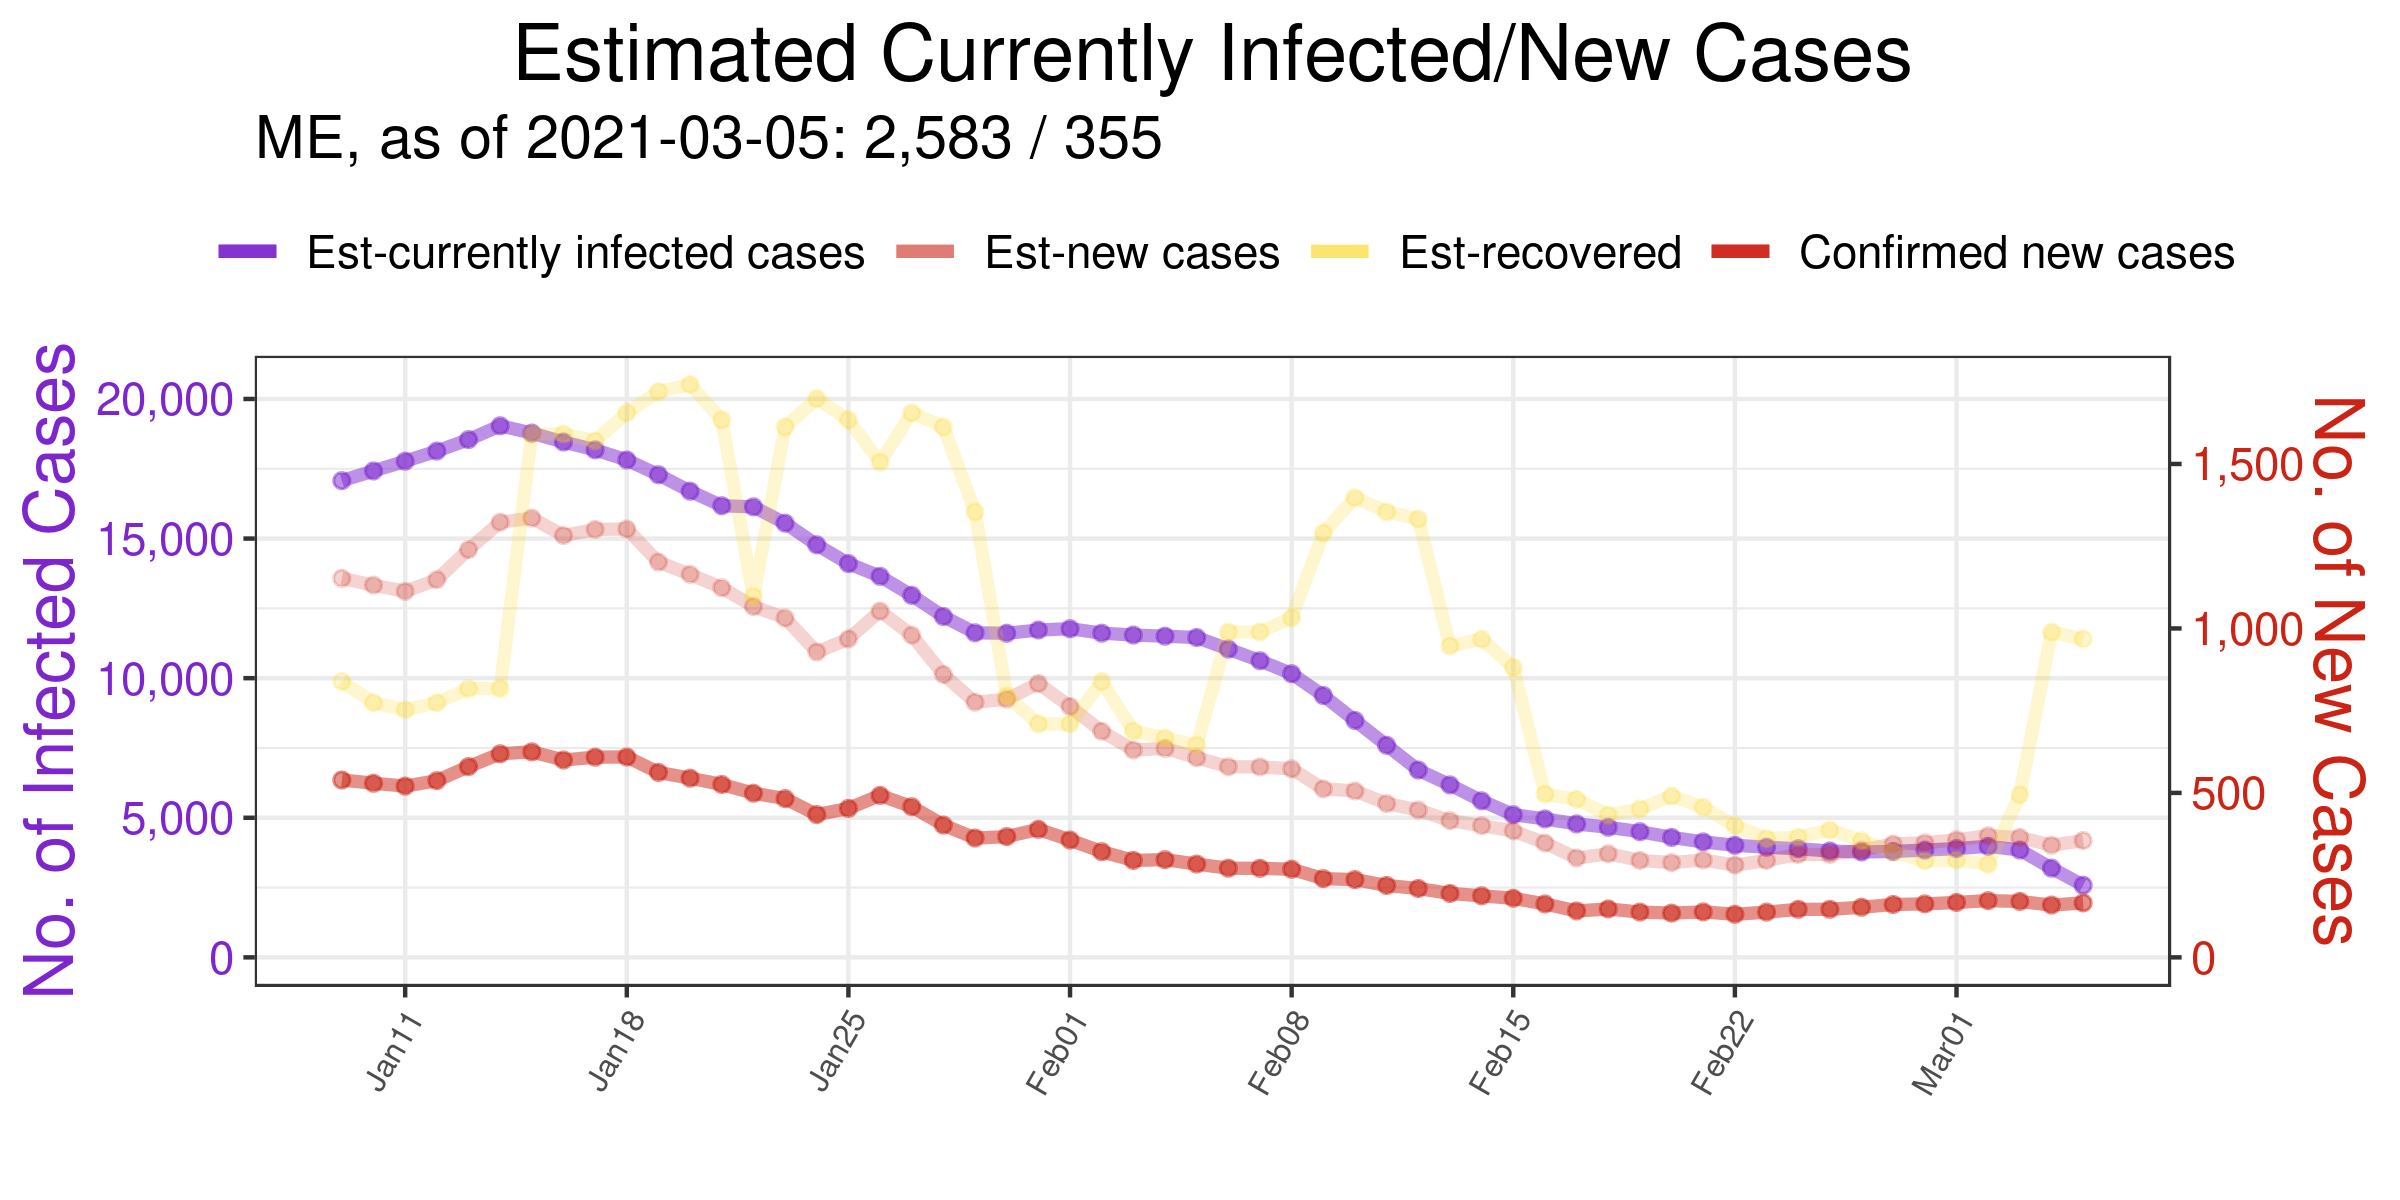 Estimated Currently Infected/New Cases
ME, as of 2021-03-05: 2,583 / 355
Est-currently infected cases Est-new cases Est-recovered Confirmed new cases
No. of Infected Cases
20,000
15,000
10,000
5,000
0
No. of New Cases
1,500
1,000
500
0
Jan11 Jan18 Jan25 Feb01 Feb08 Feb15 Feb22 Mar01